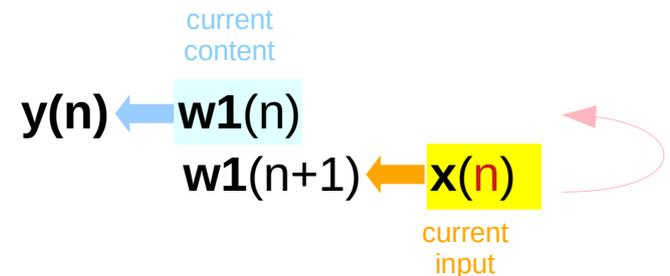 current
content
y(n) w1(n)
w1(n+1) x(n)
current
input